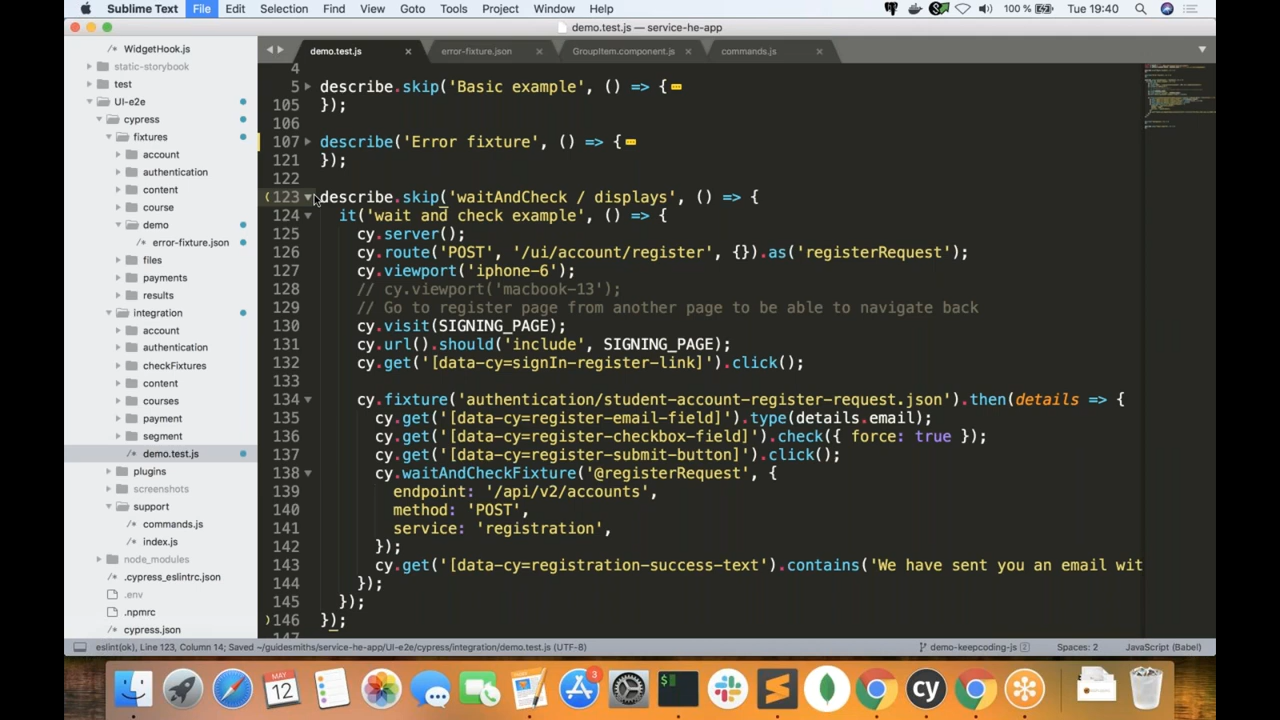 Sublime Text File Edit Selection Find View Goto Tools Project Window Help 100 % Tue 19:40
demo.test.js — service-he-app
WidgetHook.js
static-storybook
test
UI-e2e
cypress
fixtures
account
authentication
content
course
demo
error-fixture.json
files
payments
results
integration
account
authentication
checkFixtures
content
courses
payment
segment
demo.test.js
plugins
screenshots
support
commands.js
index.js
node_modules
.cypress_eslintrc.json
.env
.npmrc
cypress.json
demo.test.js error-fixture.json GroupItem.component.js commands.js
4
5 describe.skip('Basic example', () => {
105 });
106
107 describe('Error fixture', () => {
121 });
122
123 describe.skip('waitAndCheck / displays', () => {
124 it('wait and check example', () => {
125 cy.server();
126 cy.route('POST', '/ui/account/register', {}).as('registerRequest');
127 cy.viewport('iphone-6');
128 // cy.viewport('macbook-13');
129 // Go to register page from another page to be able to navigate back
130 cy.visit(SIGNING_PAGE);
131 cy.url().should('include', SIGNING_PAGE);
132 cy.get('[data-cy=signIn-register-link]').click();
133
134 cy.fixture('authentication/student-account-register-request.json').then(details => {
135 cy.get('[data-cy=register-email-field]').type(details.email);
136 cy.get('[data-cy=register-checkbox-field]').check({ force: true });
137 cy.get('[data-cy=register-submit-button]').click();
138 cy.waitAndCheckFixture('@registerRequest', {
139 endpoint: '/api/v2/accounts',
140 method: 'POST',
141 service: 'registration',
142 });
143 cy.get('[data-cy=registration-success-text').contains('We have sent you an email wit
144 });
145 });
146 });
147
eslint(ok), Line 123, Column 14; Saved ~/guidesmiths/service-he-app/UI-e2e/cypress/integration/demo.test.js (UTF-8) demo-keepcoding-js 2 Spaces: 2 JavaScript (Babel)
MAY
12
3
$
cy